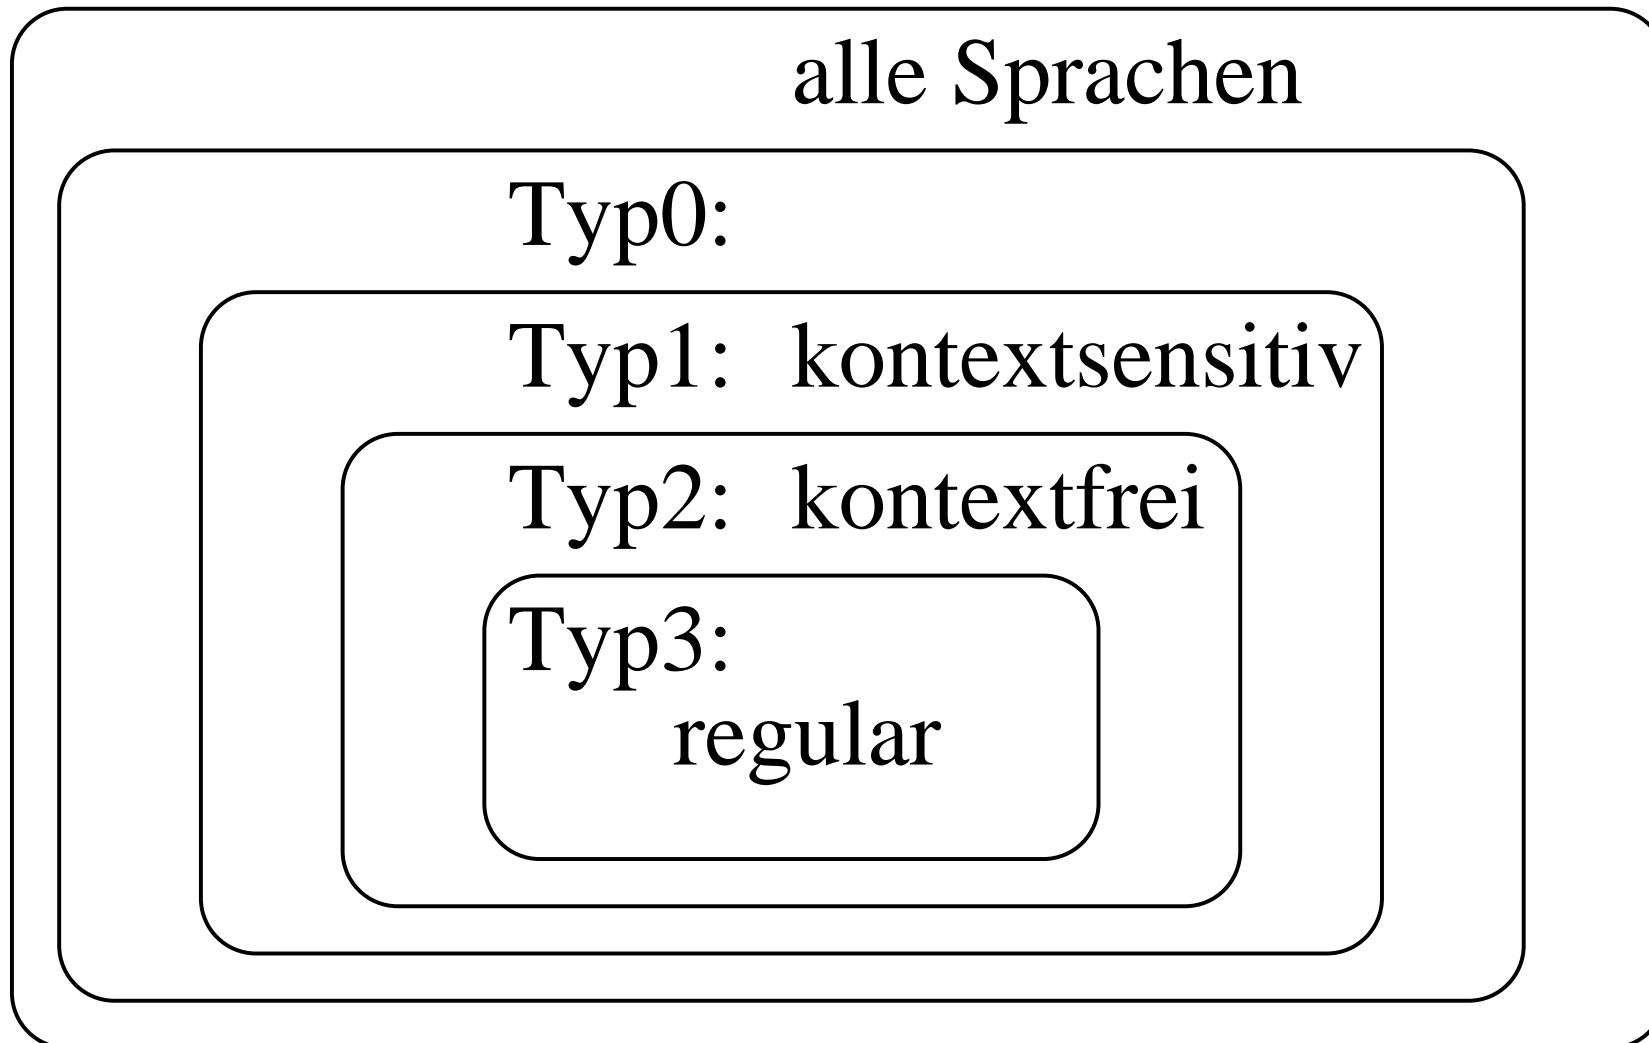 alle Sprachen
Typ0:
Typ1: kontextsensitiv
Typ2: kontextfrei
Typ3:
regular